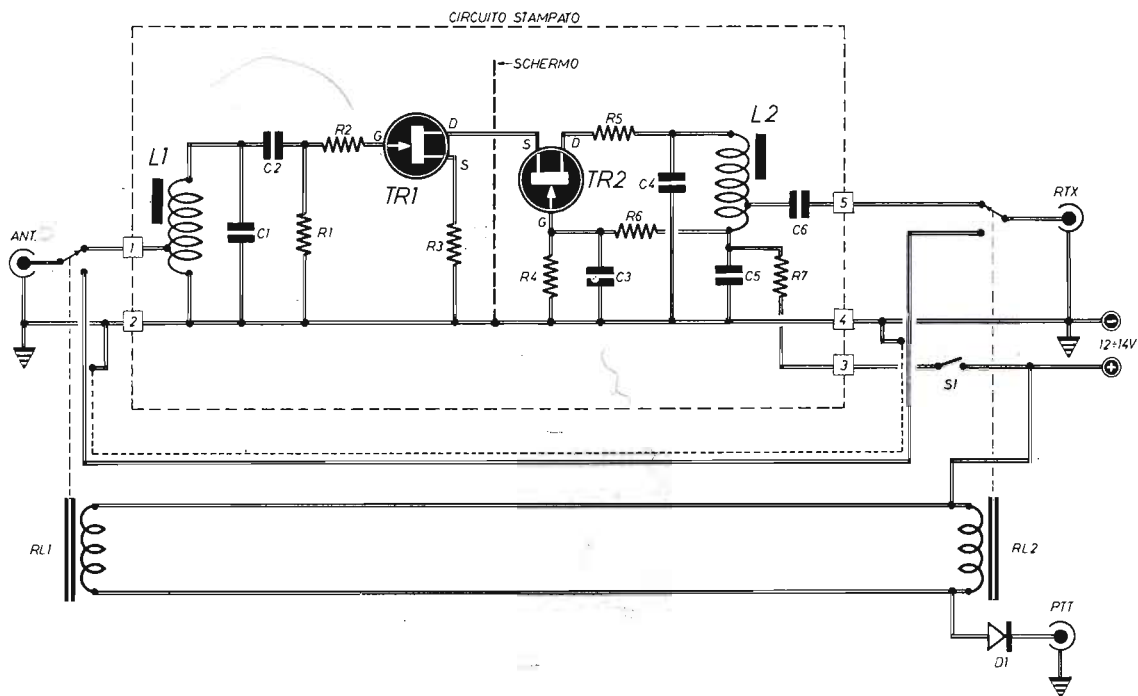 CIRCUITO STAMPATO
SCHERMO
L1
C2
R2
G
D
S
TR1
S
D
R5
TR2
G
L2
C4
ANT.
1
C1
R1
R3
R4
C3
R6
C5
R7
C6
5
RTX
2
4
3
S1
12÷14V
RL1
RL2
D1
PTT